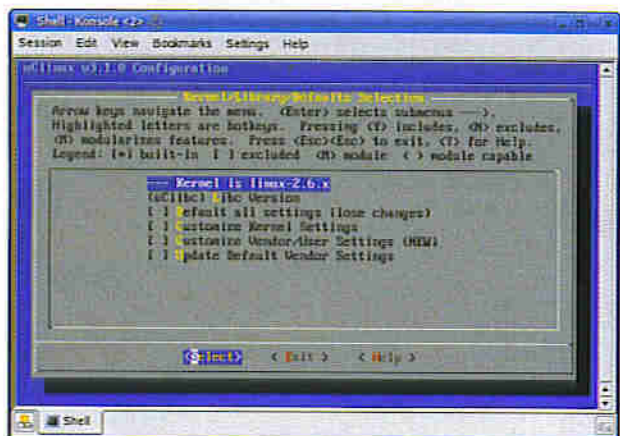 Shell - Konsole <2>
Session Edit View Bookmarks Settings Help
uClinux v3.1.0 Configuration
Kernel/Library/Defaults Selection
Arrow keys navigate the menu. <Enter> selects submenus --->.
Highlighted letters are hotkeys. Pressing <Y> includes, <N> excludes,
<M> modularizes features. Press <Esc><Esc> to exit, <?> for Help.
Legend: [*] built-in [ ] excluded <M> module < > module capable
--- Kernel is linux-2.6.x
(uClibc) Libc Version
[ ] Default all settings (lose changes)
[ ] Customize Kernel Settings
[ ] Customize Vendor/User Settings (NEW)
[ ] Update Default Vendor Settings
<Select> < Exit > < Help >
Shell